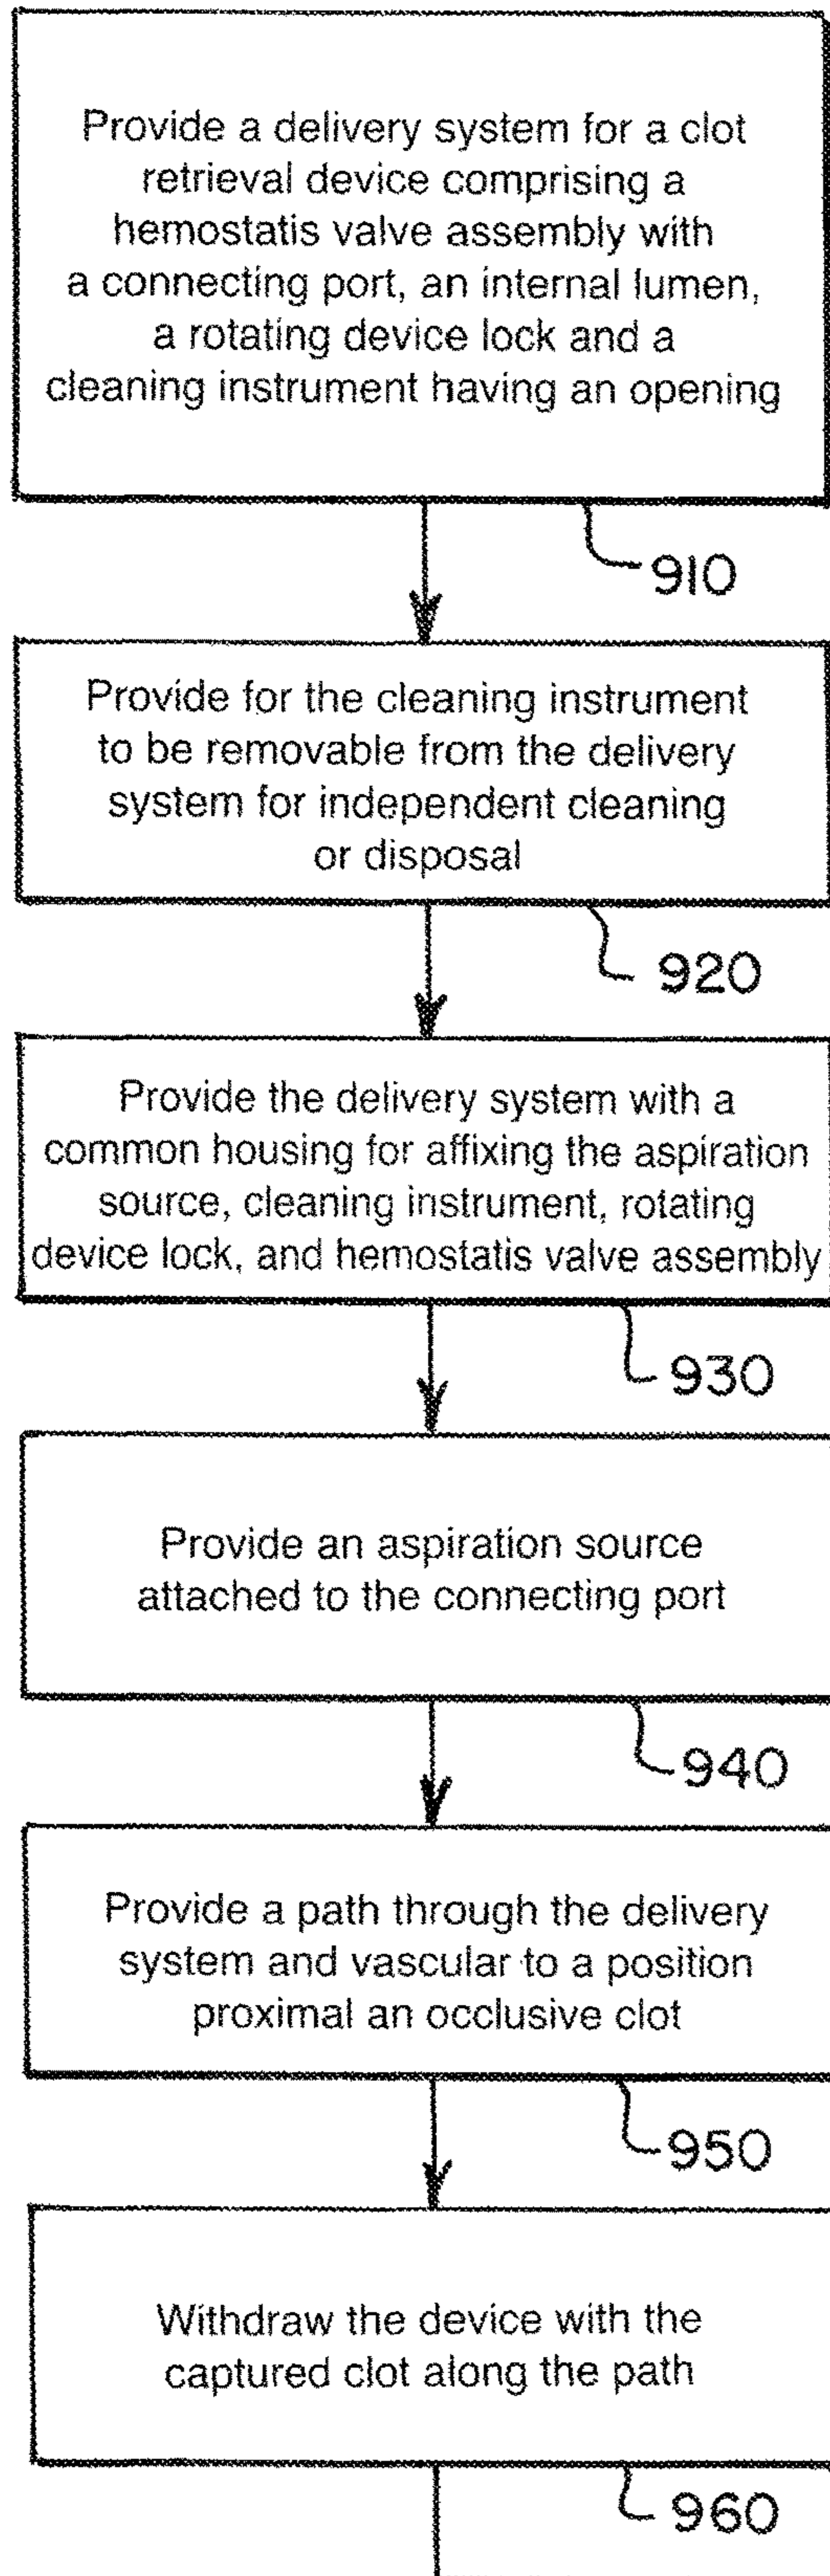 Provide a delivery system for a clot
retrieval device comprising a
hemostatis valve assembly with
a connecting port, an internal lumen,
a rotating device lock and a
cleaning instrument having an opening
910
Provide for the cleaning instrument
to be removable from the delivery
system for independent cleaning
or disposal
920
Provide the delivery system with a
common housing for affixing the aspiration
source, cleaning instrument, rotating
device lock, and hemostatis valve assembly
930
Provide an aspiration source
attached to the connecting port
940
Provide a path through the delivery
system and vascular to a position
proximal an occlusive clot
950
Withdraw the device with the
captured clot along the path
960